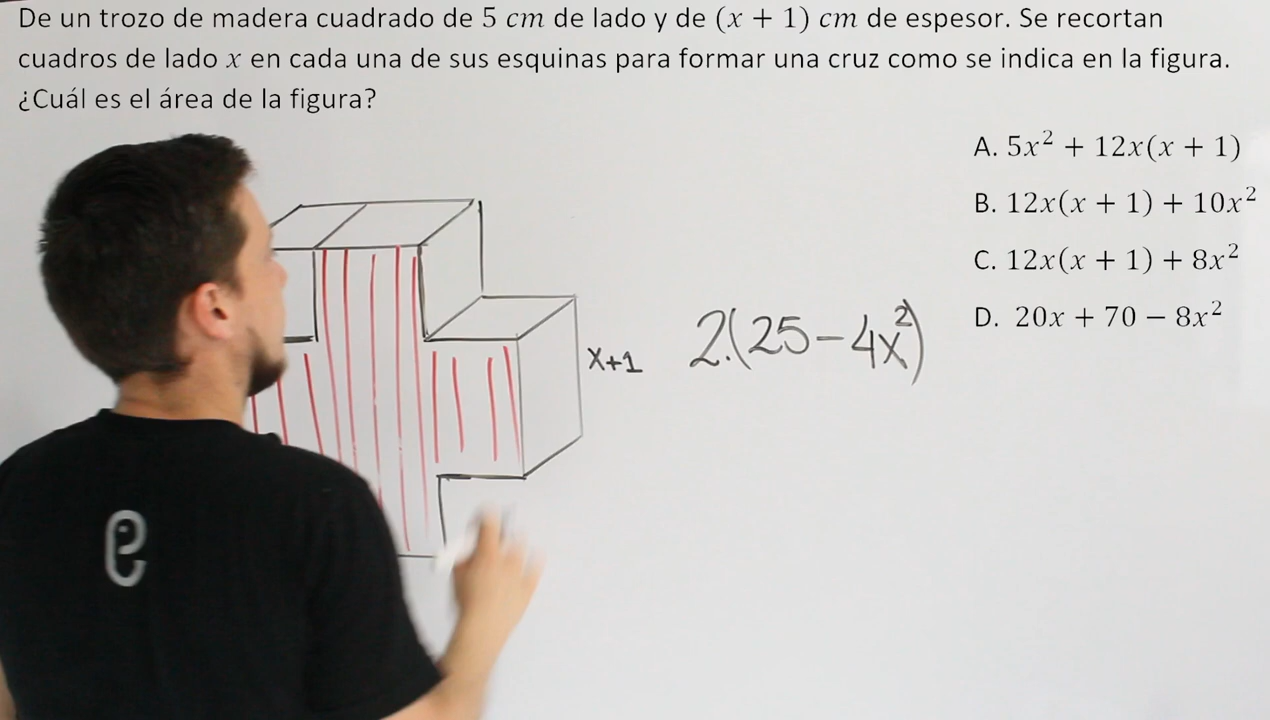 De un trozo de madera cuadrado de 5 cm de lado y de (x + 1) cm de espesor. Se recortan
cuadros de lado x en cada una de sus esquinas para formar una cruz como se indica en la figura.
¿Cuál es el área de la figura?
A. 5x² + 12x(x + 1)
B. 12x(x + 1) + 10x²
C. 12x(x + 1) + 8x²
D. 20x + 70 − 8x²
x+1
2.(25−4x²)